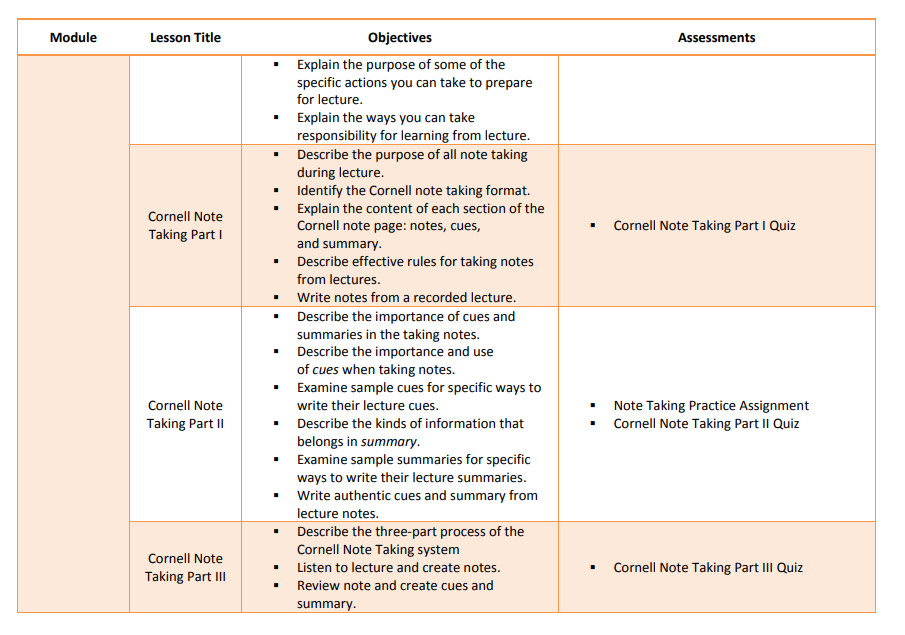 Module Lesson Title Objectives Assessments
▪ Explain the purpose of some of the
specific actions you can take to prepare
for lecture.
▪ Explain the ways you can take
responsibility for learning from lecture.
Cornell Note
Taking Part I
▪ Describe the purpose of all note taking
during lecture.
▪ Identify the Cornell note taking format.
▪ Explain the content of each section of the
Cornell note page: notes, cues,
and summary.
▪ Describe effective rules for taking notes
from lectures.
▪ Write notes from a recorded lecture.
▪ Cornell Note Taking Part I Quiz
Cornell Note
Taking Part II
▪ Describe the importance of cues and
summaries in the taking notes.
▪ Describe the importance and use
of cues when taking notes.
▪ Examine sample cues for specific ways to
write their lecture cues.
▪ Describe the kinds of information that
belongs in summary.
▪ Examine sample summaries for specific
ways to write their lecture summaries.
▪ Write authentic cues and summary from
lecture notes.
▪ Note Taking Practice Assignment
▪ Cornell Note Taking Part II Quiz
Cornell Note
Taking Part III
▪ Describe the three-part process of the
Cornell Note Taking system
▪ Listen to lecture and create notes.
▪ Review note and create cues and
summary.
▪ Cornell Note Taking Part III Quiz